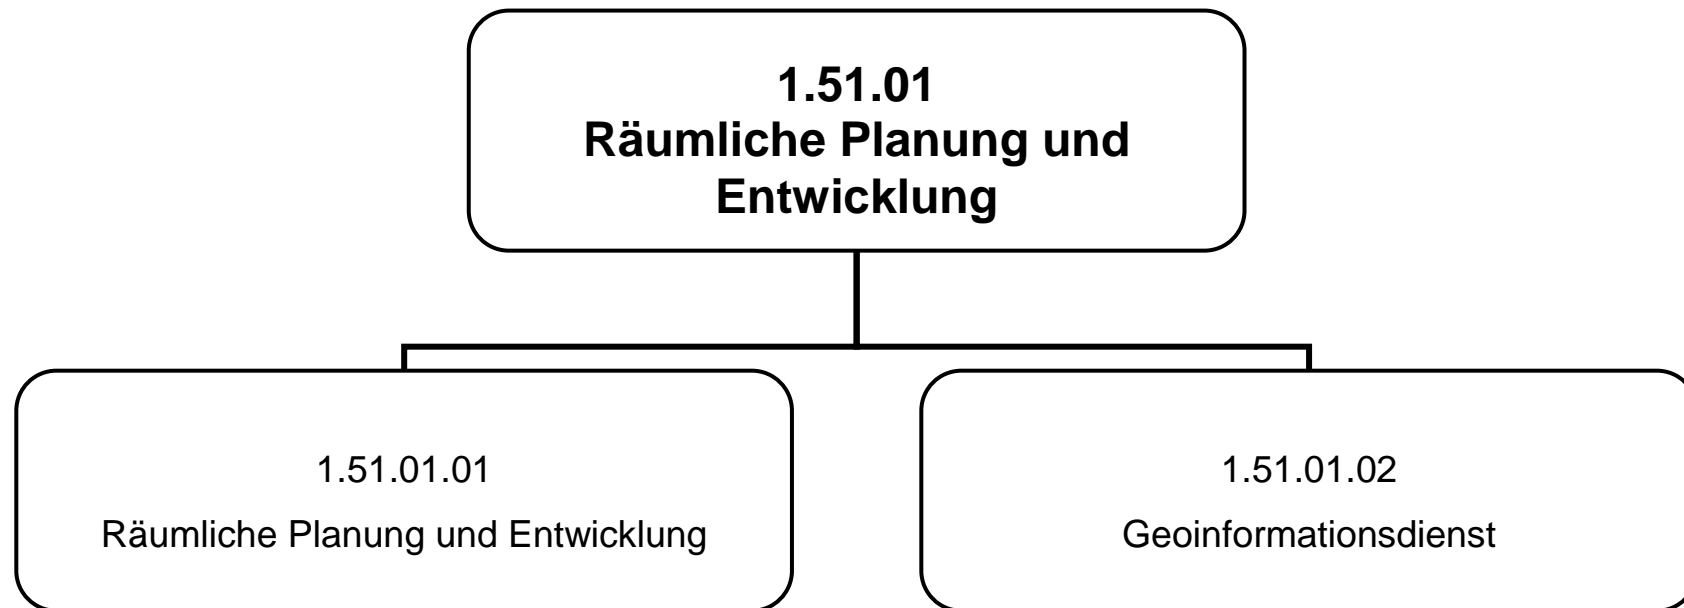 1.51.01
Räumliche Planung und
Entwicklung
1.51.01.01
Räumliche Planung und Entwicklung
1.51.01.02
Geoinformationsdienst